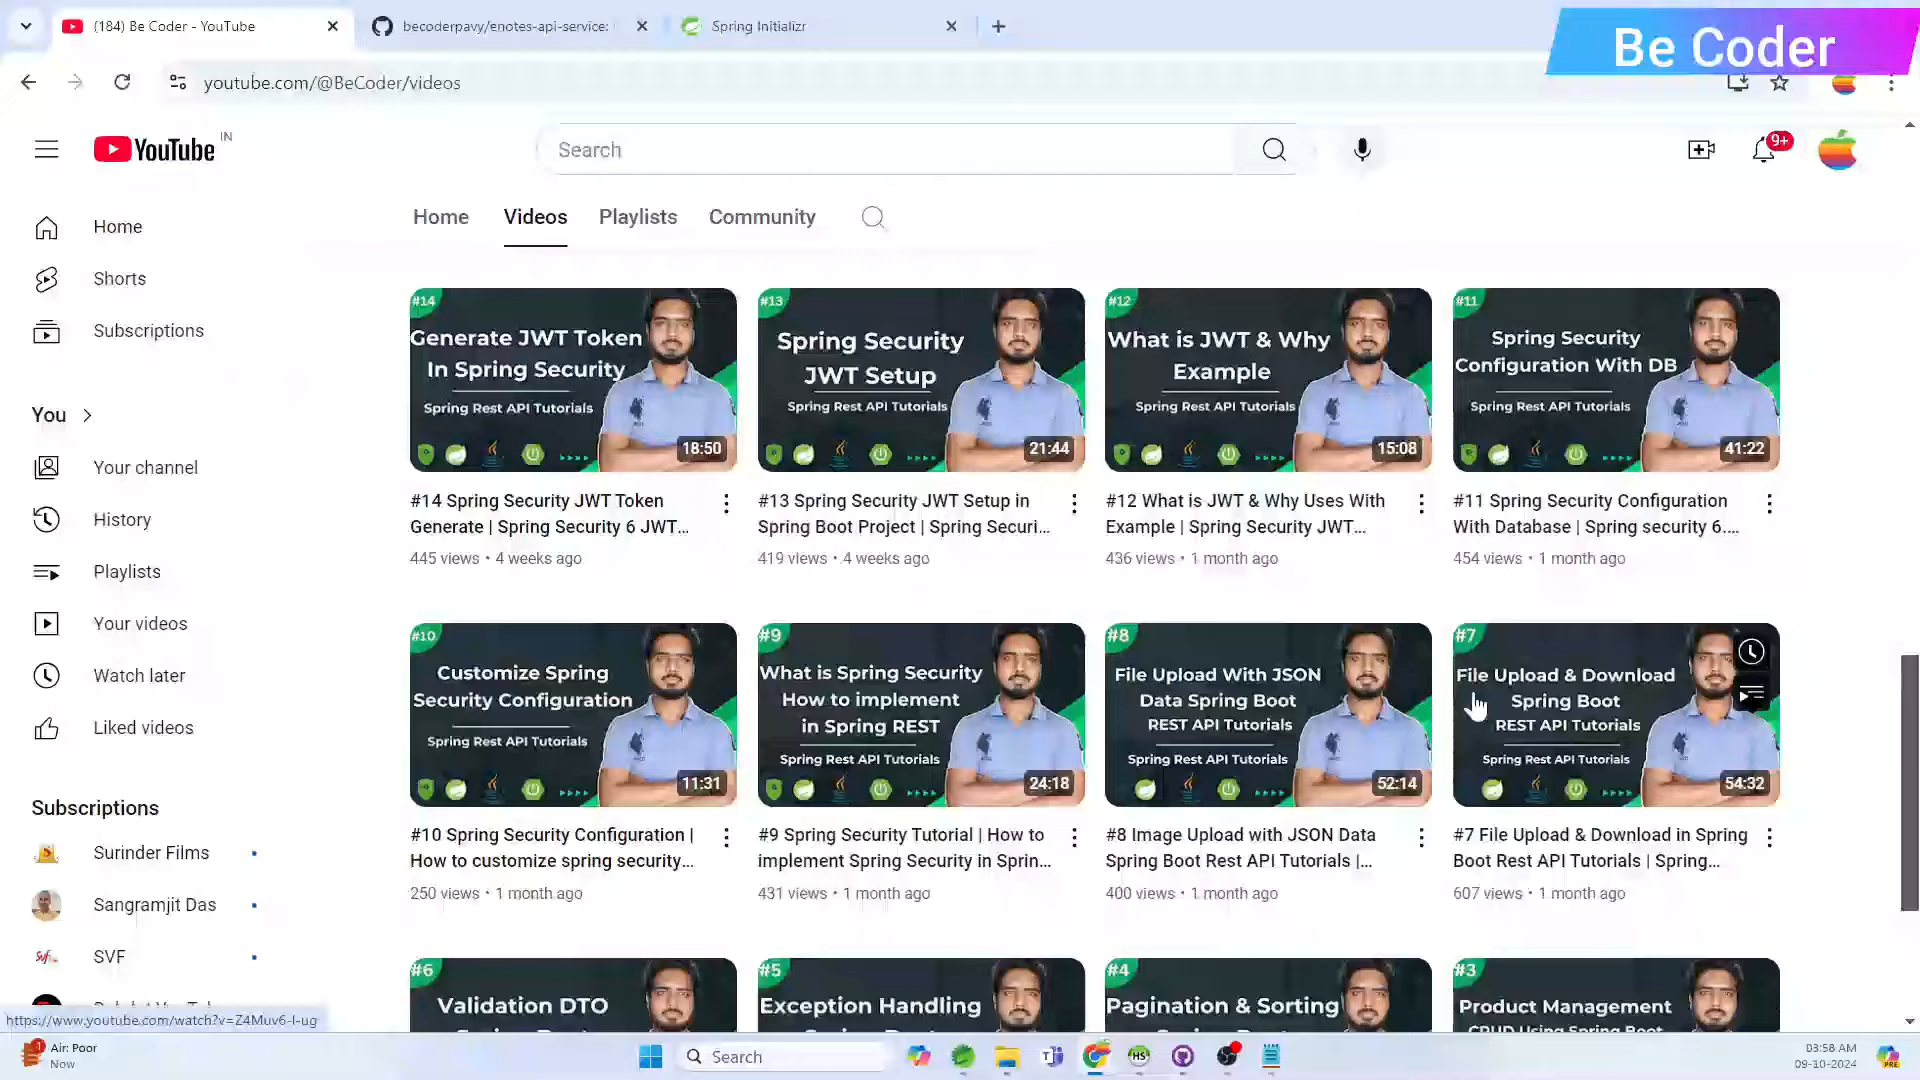 (184) Be Coder - YouTube
becoderpavy/enotes-api-service:
Spring Initializr
Be Coder
youtube.com/@BeCoder/videos
YouTube IN
Search
9+
Home
Videos
Playlists
Community
Home
Shorts
Subscriptions
You
Your channel
History
Playlists
Your videos
Watch later
Liked videos
Subscriptions
Surinder Films
Sangramjit Das
SVF
#14
Generate JWT Token
In Spring Security
Spring Rest API Tutorials
18:50
#14 Spring Security JWT Token
Generate | Spring Security 6 JWT...
445 views • 4 weeks ago
#13
Spring Security
JWT Setup
Spring Rest API Tutorials
21:44
#13 Spring Security JWT Setup in
Spring Boot Project | Spring Securi...
419 views • 4 weeks ago
#12
What is JWT & Why
Example
Spring Rest API Tutorials
15:08
#12 What is JWT & Why Uses With
Example | Spring Security JWT...
436 views • 1 month ago
#11
Spring Security
Configuration With DB
Spring Rest API Tutorials
41:22
#11 Spring Security Configuration
With Database | Spring security 6....
454 views • 1 month ago
#10
Customize Spring
Security Configuration
Spring Rest API Tutorials
11:31
#10 Spring Security Configuration |
How to customize spring security...
250 views • 1 month ago
#9
What is Spring Security
How to implement
in Spring REST
Spring Rest API Tutorials
24:18
#9 Spring Security Tutorial | How to
implement Spring Security in Sprin...
431 views • 1 month ago
#8
File Upload With JSON
Data Spring Boot
REST API Tutorials
Spring Rest API Tutorials
52:14
#8 Image Upload with JSON Data
Spring Boot Rest API Tutorials |...
400 views • 1 month ago
#7
File Upload & Download
Spring Boot
REST API Tutorials
Spring Rest API Tutorials
54:32
#7 File Upload & Download in Spring
Boot Rest API Tutorials | Spring...
607 views • 1 month ago
#6
Validation DTO
#5
Exception Handling
#4
Pagination & Sorting
#3
Product Management
CRUD Using Spring Boot
https://www.youtube.com/watch?v=Z4Muv6-I-ug
1
Air: Poor
Now
Search
03:58 AM
09-10-2024